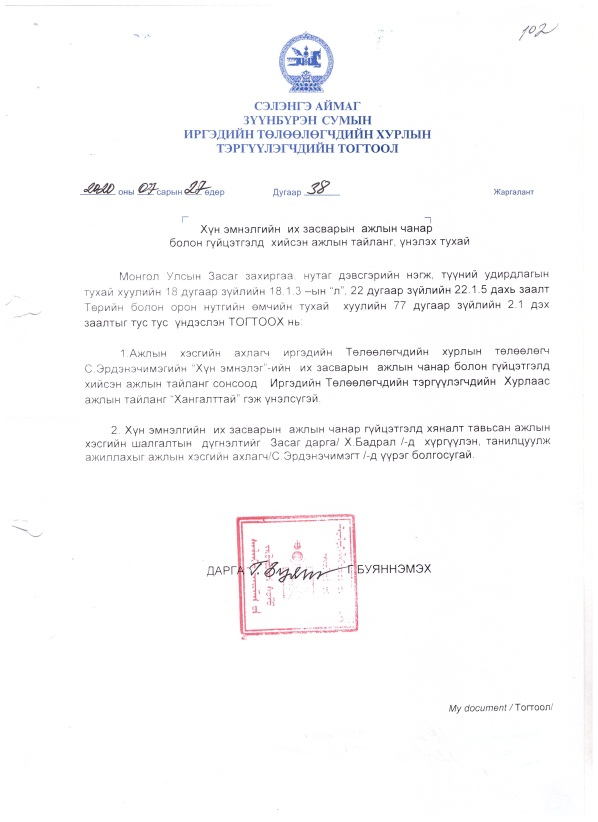 102
СЭЛЭНГЭ АЙМАГ
ЗҮҮНБҮРЭН СУМЫН
ИРГЭДИЙН ТӨЛӨӨЛӨГЧДИЙН ХУРЛЫН
ТЭРГҮҮЛЭГЧДИЙН ТОГТООЛ
2020 оны 07 сарын 27 өдөр Дугаар 38 Жаргалант
Хүн эмнэлгийн их засварын ажлын чанар
болон гүйцэтгэлд хийсэн ажлын тайланг, үнэлэх тухай
Монгол Улсын Засаг захиргаа, нутаг дэвсгэрийн нэгж, түүний удирдлагын
тухай хуулийн 18 дугаар зүйлийн 18.1.3 –ын “л”, 22 дугаар зүйлийн 22.1.5 дахь заалт
Төрийн болон орон нутгийн өмчийн тухай хуулийн 77 дугаар зүйлийн 2.1 дэх
заалтыг тус тус үндэслэн ТОГТООХ нь:
1.Ажлын хэсгийн ахлагч иргэдийн Төлөөлөгчдийн хурлын төлөөлөгч
С.Эрдэнэчимэгийн “Хүн эмнэлэг”-ийн их засварын ажлын чанар болон гүйцэтгэлд
хийсэн ажлын тайланг сонсоод Иргэдийн Төлөөлөгчдийн тэргүүлэгчдийн Хурлаас
ажлын тайланг “Хангалттай” гэж үнэлсүгэй.
2. Хүн эмнэлгийн их засварын ажлын чанар гүйцэтгэлд хяналт тавьсан ажлын
хэсгийн шалгалтын дүгнэлтийг Засаг дарга/ Х.Бадрал /-д хүргүүлэн, танилцуулж
ажиллахыг ажлын хэсгийн ахлагч/С.Эрдэнэчимэгт /-д үүрэг болгосугай.
ДАРГА Г.БУЯННЭМЭХ
My document / Тогтоол/